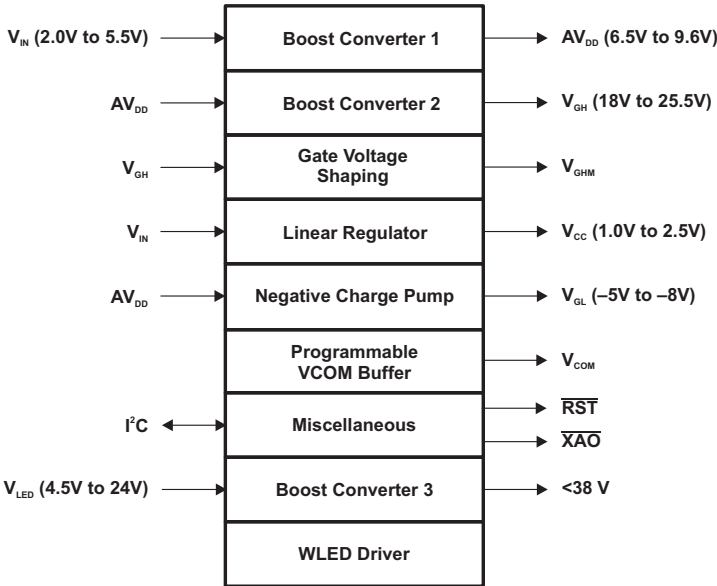 V_IN (2.0V to 5.5V) Boost Converter 1 AV_DD (6.5V to 9.6V)
AV_DD Boost Converter 2 V_GH (18V to 25.5V)
V_GH Gate Voltage Shaping V_GHM
V_IN Linear Regulator V_CC (1.0V to 2.5V)
AV_DD Negative Charge Pump V_GL (–5V to –8V)
Programmable VCOM Buffer V_COM
I²C Miscellaneous R̅S̅T̅
X̅A̅O̅
V_LED (4.5V to 24V) Boost Converter 3 <38 V
WLED Driver